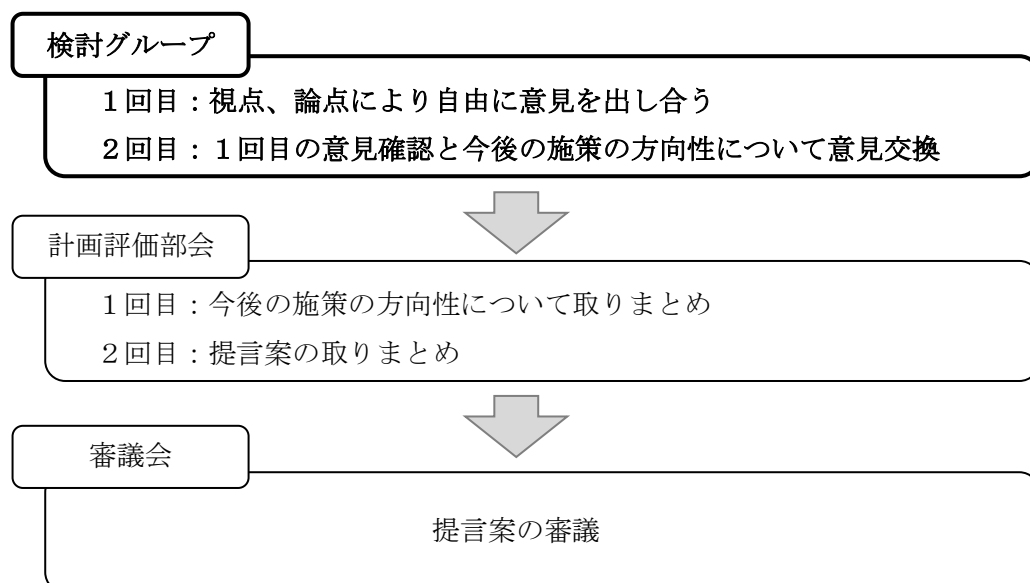 検討グループ
１回目：視点、論点により自由に意見を出し合う
２回目：１回目の意見確認と今後の施策の方向性について意見交換
計画評価部会
１回目：今後の施策の方向性について取りまとめ
２回目：提言案の取りまとめ
審議会
提言案の審議